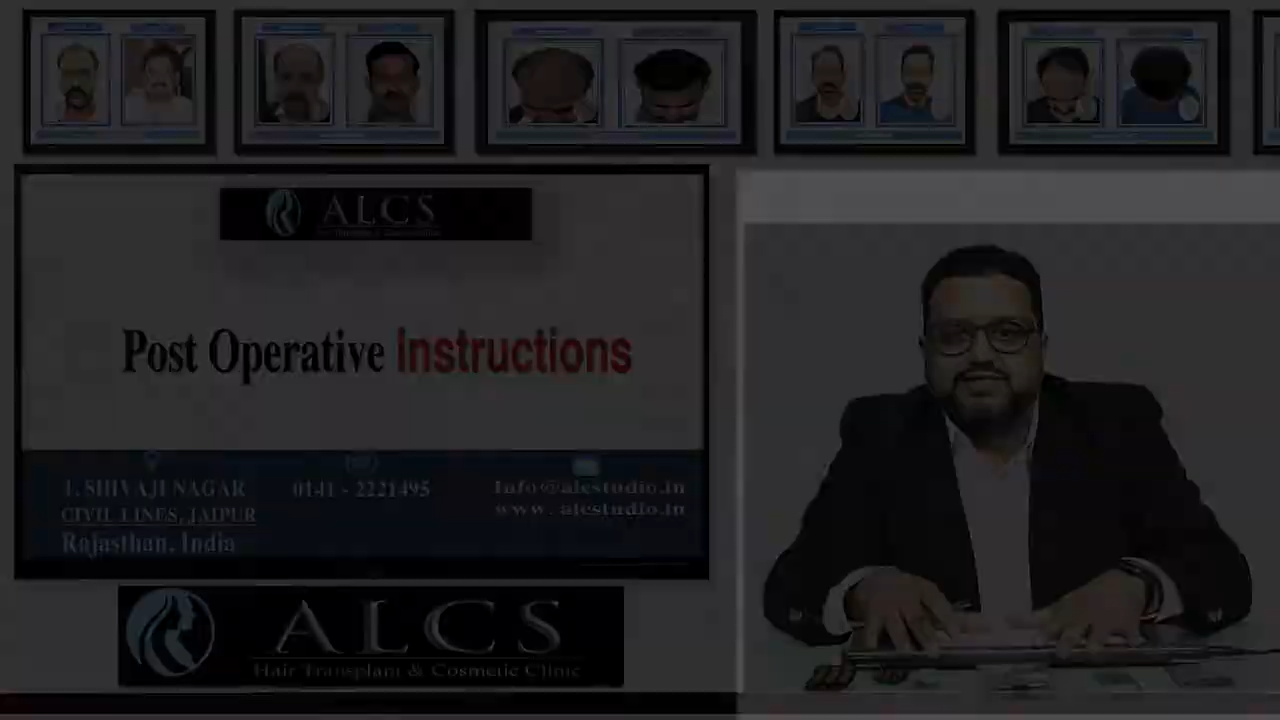 ALCS
Post Operative Instructions
1, SHIVAJI NAGAR
CIVIL LINES, JAIPUR
Rajasthan, India
0141 - 2221495
Info@alcstudio.in
www. alcstudio.in
ALCS
Hair Transplant & Cosmetic Clinic